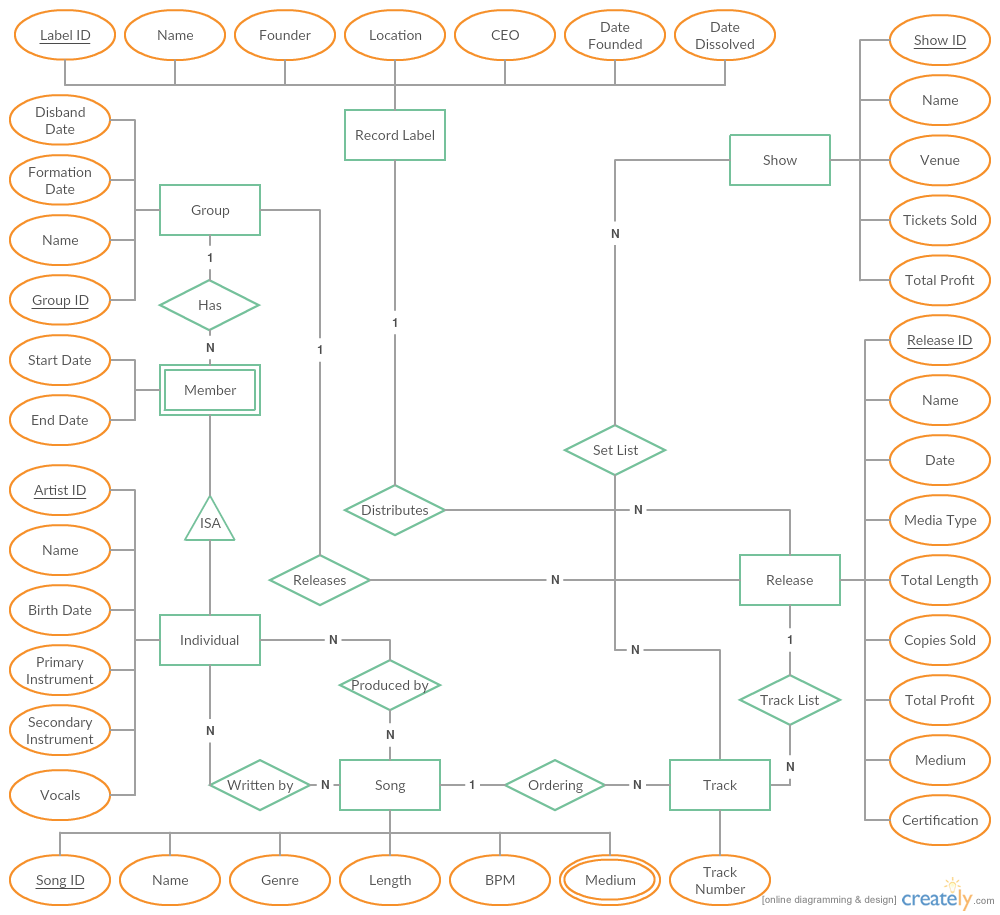 Label ID
Name
Founder
Location
CEO
Date
Founded
Date
Dissolved
Show ID
Name
Venue
Tickets Sold
Total Profit
Disband
Date
Formation
Date
Name
Group ID
Record Label
Show
Group
1
Has
N
N
1
1
Start Date
End Date
Member
Release ID
Name
Date
Media Type
Total Length
Copies Sold
Total Profit
Medium
Certification
Set List
Artist ID
Name
Birth Date
Primary
Instrument
Secondary
Instrument
Vocals
ISA
Distributes
N
Releases
N
Release
Individual
N
N
1
Produced by
Track List
N
N
N
Written by
N
Song
1
Ordering
N
Track
Song ID
Name
Genre
Length
BPM
Medium
Track
Number
[online diagramming & design] creately.com